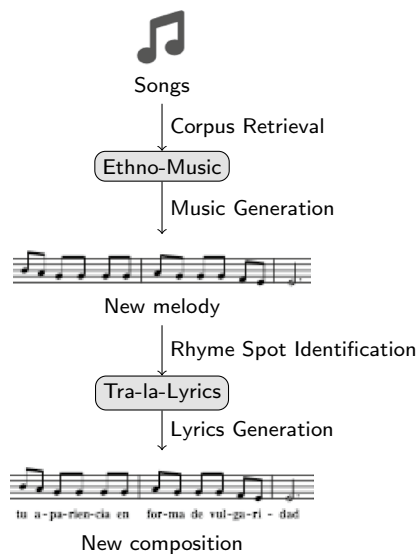 Songs
Corpus Retrieval
Ethno-Music
Music Generation
New melody
Rhyme Spot Identification
Tra-la-Lyrics
Lyrics Generation
tu a-pa-rien-cia en for-ma de vul-ga-ri - dad
New composition